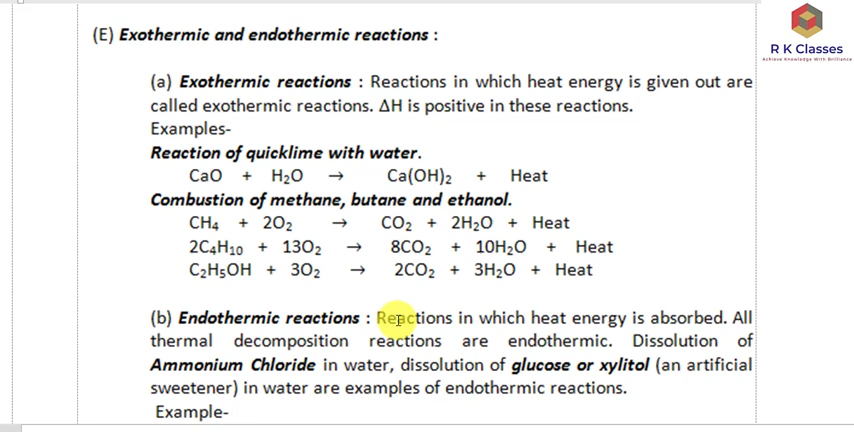 R K Classes
Achieve Knowledge With Brilliance
(E) Exothermic and endothermic reactions :
(a) Exothermic reactions : Reactions in which heat energy is given out are
called exothermic reactions. ΔH is positive in these reactions.
Examples-
Reaction of quicklime with water.
CaO + H₂O → Ca(OH)₂ + Heat
Combustion of methane, butane and ethanol.
CH₄ + 2O₂ → CO₂ + 2H₂O + Heat
2C₄H₁₀ + 13O₂ → 8CO₂ + 10H₂O + Heat
C₂H₅OH + 3O₂ → 2CO₂ + 3H₂O + Heat
(b) Endothermic reactions : Reactions in which heat energy is absorbed. All
thermal decomposition reactions are endothermic. Dissolution of
Ammonium Chloride in water, dissolution of glucose or xylitol (an artificial
sweetener) in water are examples of endothermic reactions.
Example-